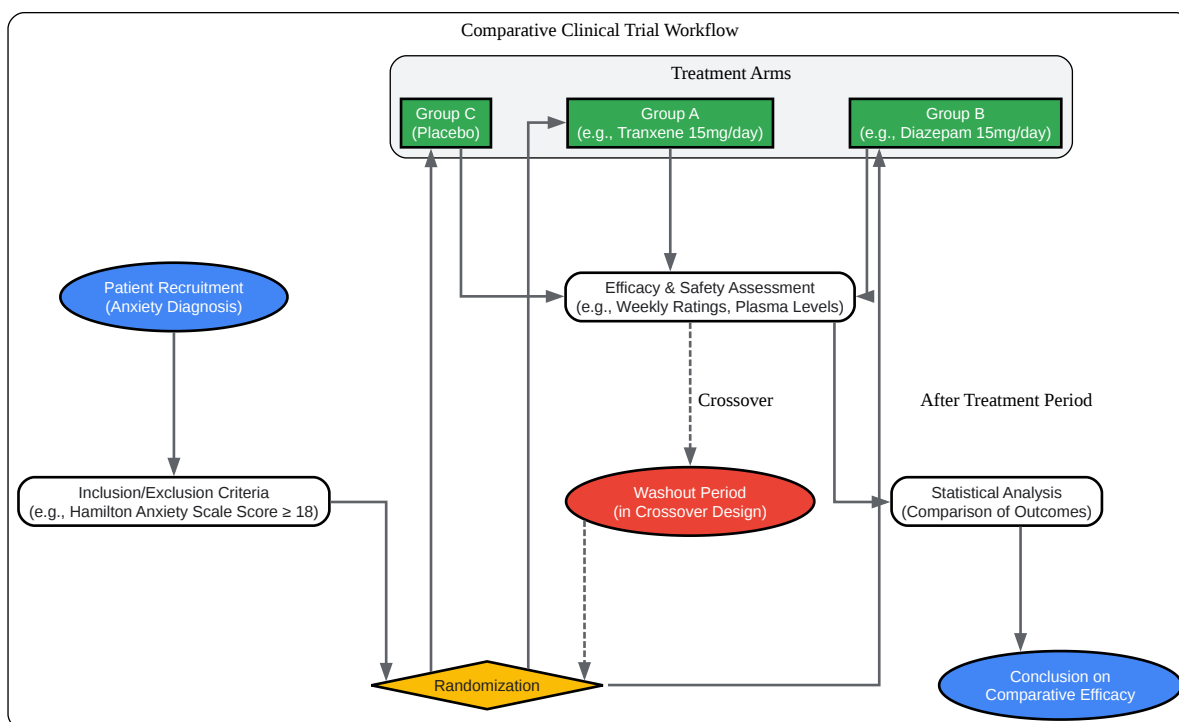 Comparative Clinical Trial Workflow
Treatment Arms
Group C
(Placebo)
Group A
(e.g., Tranxene 15mg/day)
Group B
(e.g., Diazepam 15mg/day)
Patient Recruitment
(Anxiety Diagnosis)
Efficacy & Safety Assessment
(e.g., Weekly Ratings, Plasma Levels)
Crossover
After Treatment Period
Inclusion/Exclusion Criteria
(e.g., Hamilton Anxiety Scale Score ≥ 18)
Washout Period
(in Crossover Design)
Statistical Analysis
(Comparison of Outcomes)
Randomization
Conclusion on
Comparative Efficacy